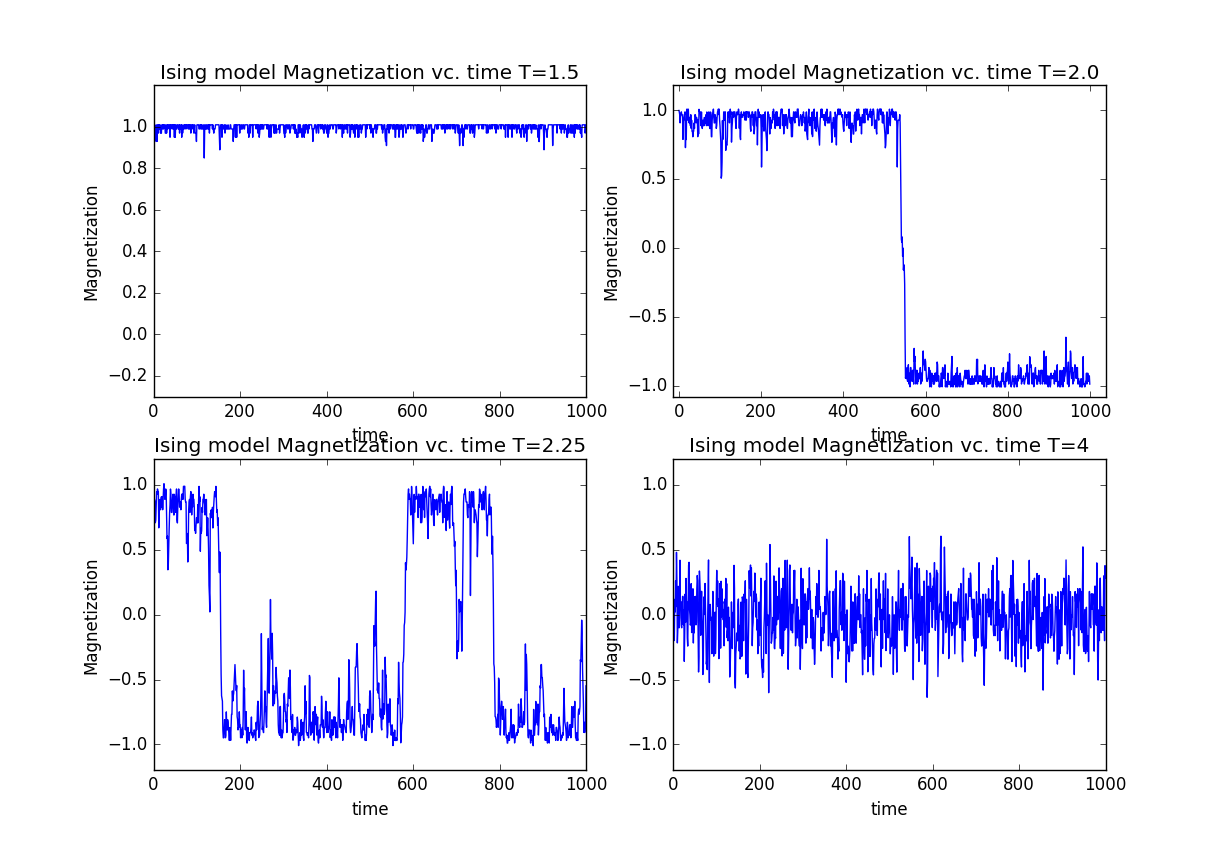 Ising model Magnetization vc. time T=1.5
Magnetization
1.0
0.8
0.6
0.4
0.2
0.0
−0.2
0 200 400 600 800 1000
time
Ising model Magnetization vc. time T=2.0
Magnetization
1.0
0.5
0.0
−0.5
−1.0
0 200 400 600 800 1000
time
Ising model Magnetization vc. time T=2.25
Magnetization
1.0
0.5
0.0
−0.5
−1.0
0 200 400 600 800 1000
time
Ising model Magnetization vc. time T=4
Magnetization
1.0
0.5
0.0
−0.5
−1.0
0 200 400 600 800 1000
time